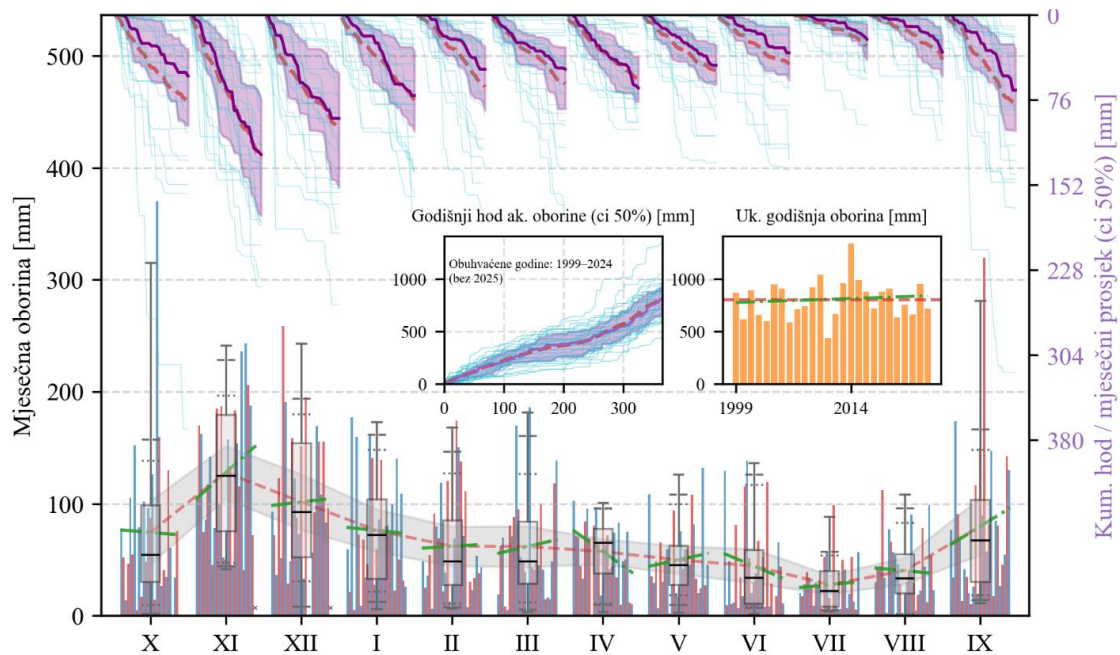 Mjesečna oborina [mm]
500
400
300
200
100
0
Kum. hod / mjesečni prosjek (ci 50%) [mm]
0
76
152
228
304
380
Godišnji hod ak. oborine (ci 50%) [mm]
Obuhvaćene godine: 1999–2024
(bez 2025)
1000
500
0
0 100 200 300
Uk. godišnja oborina [mm]
1000
500
0
1999 2014
X XI XII I II III IV V VI VII VIII IX